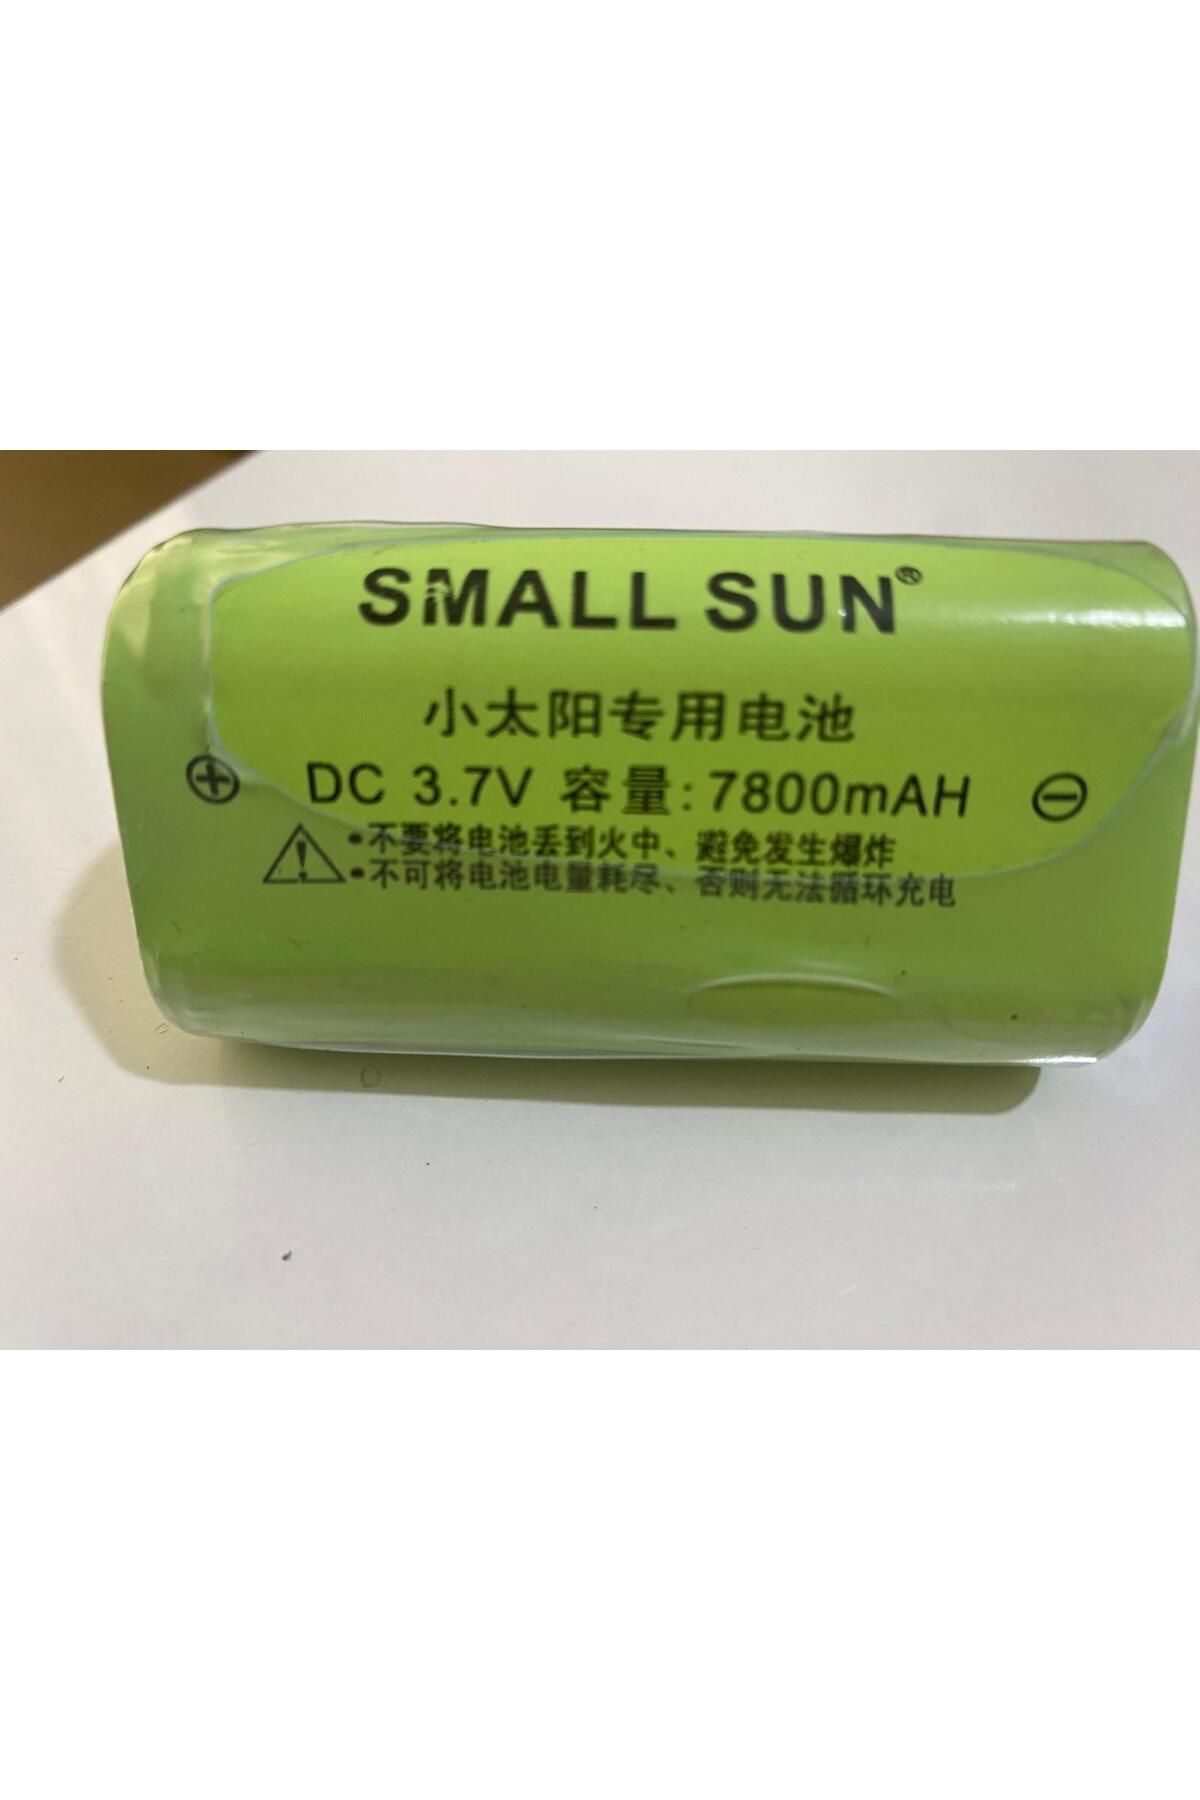 SMALL SUN®
小太阳专用电池
⊕ DC 3.7V 容量:7800mAH ⊖
•不要将电池丢到火中、避免发生爆炸
•不可将电池电量耗尽、否则无法循环充电